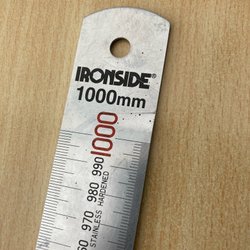 IRONSIDE®
1000mm
1000
990
980
970
960
STAINLESS
HARDENED